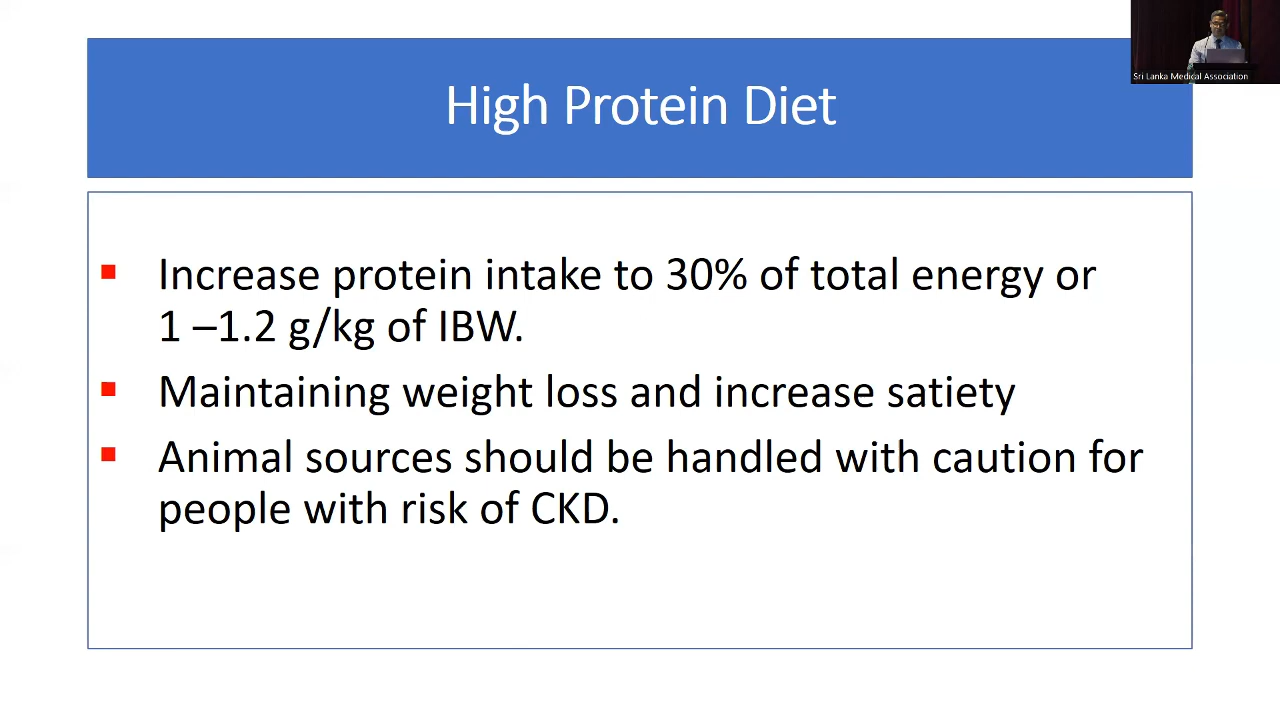 Sri Lanka Medical Association
High Protein Diet
Increase protein intake to 30% of total energy or
1 –1.2 g/kg of IBW.
Maintaining weight loss and increase satiety
Animal sources should be handled with caution for
people with risk of CKD.